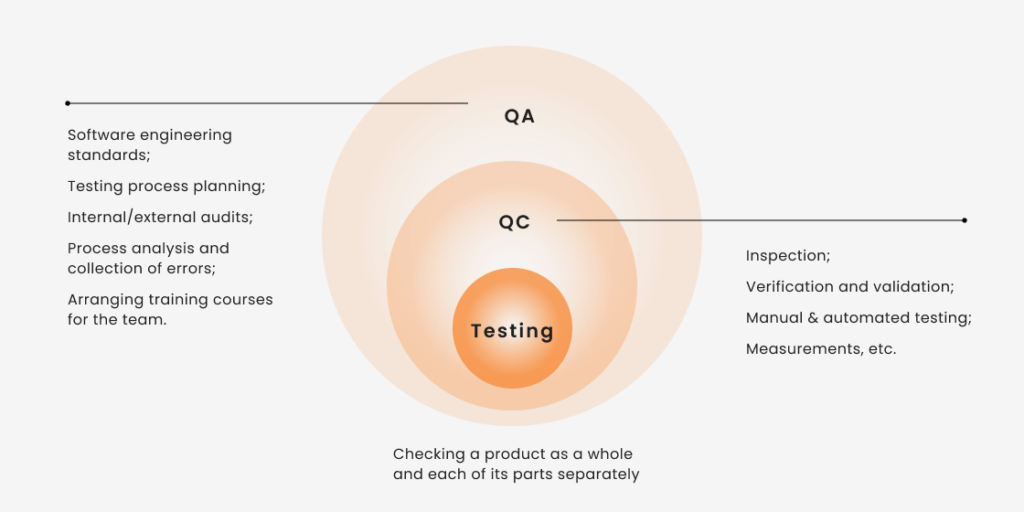 QA
Software engineering
standards;
Testing process planning;
Internal/external audits;
Process analysis and
collection of errors;
Arranging training courses
for the team.
QC
Inspection;
Verification and validation;
Manual & automated testing;
Measurements, etc.
Testing
Checking a product as a whole
and each of its parts separately